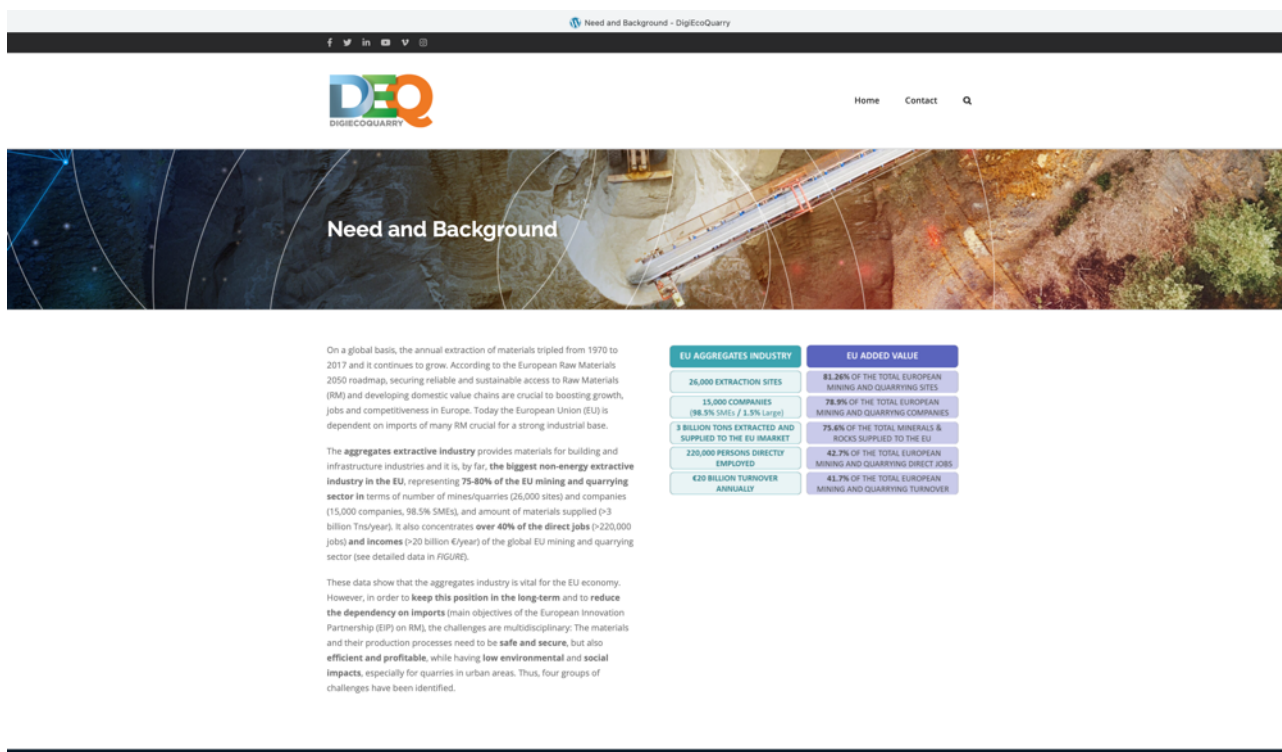 Need and Background - DigiEcoQuarry
DEQ
DIGIECOQUARRY
Home Contact
Need and Background
On a global basis, the annual extraction of materials tripled from 1970 to
2017 and it continues to grow. According to the European Raw Materials
2050 roadmap, securing reliable and sustainable access to Raw Materials
(RM) and developing domestic value chains are crucial to boosting growth,
jobs and competitiveness in Europe. Today the European Union (EU) is
dependent on imports of many RM crucial for a strong industrial base.
The aggregates extractive industry provides materials for building and
infrastructure industries and it is, by far, the biggest non-energy extractive
industry in the EU, representing 75-80% of the EU mining and quarrying
sector in terms of number of mines/quarries (26,000 sites) and companies
(15,000 companies, 98.5% SMEs), and amount of materials supplied (>3
billion Tns/year). It also concentrates over 40% of the direct jobs (>220,000
jobs) and incomes (>20 billion €/year) of the global EU mining and quarrying
sector (see detailed data in FIGURE).
These data show that the aggregates industry is vital for the EU economy.
However, in order to keep this position in the long-term and to reduce
the dependency on imports (main objectives of the European Innovation
Partnership (EIP) on RM), the challenges are multidisciplinary: The materials
and their production processes need to be safe and secure, but also
efficient and profitable, while having low environmental and social
impacts, especially for quarries in urban areas. Thus, four groups of
challenges have been identified.
EU AGGREGATES INDUSTRY
EU ADDED VALUE
26,000 EXTRACTION SITES
81.26% OF THE TOTAL EUROPEAN
MINING AND QUARRYING SITES
15,000 COMPANIES
(98.5% SMEs / 1.5% Large)
78.9% OF THE TOTAL EUROPEAN
MINING AND QUARRYNG COMPANIES
3 BILLION TONS EXTRACTED AND
SUPPLIED TO THE EU IMARKET
75.6% OF THE TOTAL MINERALS &
ROCKS SUPPLIED TO THE EU
220,000 PERSONS DIRECTLY
EMPLOYED
42.7% OF THE TOTAL EUROPEAN
MINING AND QUARRYING DIRECT JOBS
€20 BILLION TURNOVER
ANNUALLY
41.7% OF THE TOTAL EUROPEAN
MINING AND QUARRYING TURNOVER